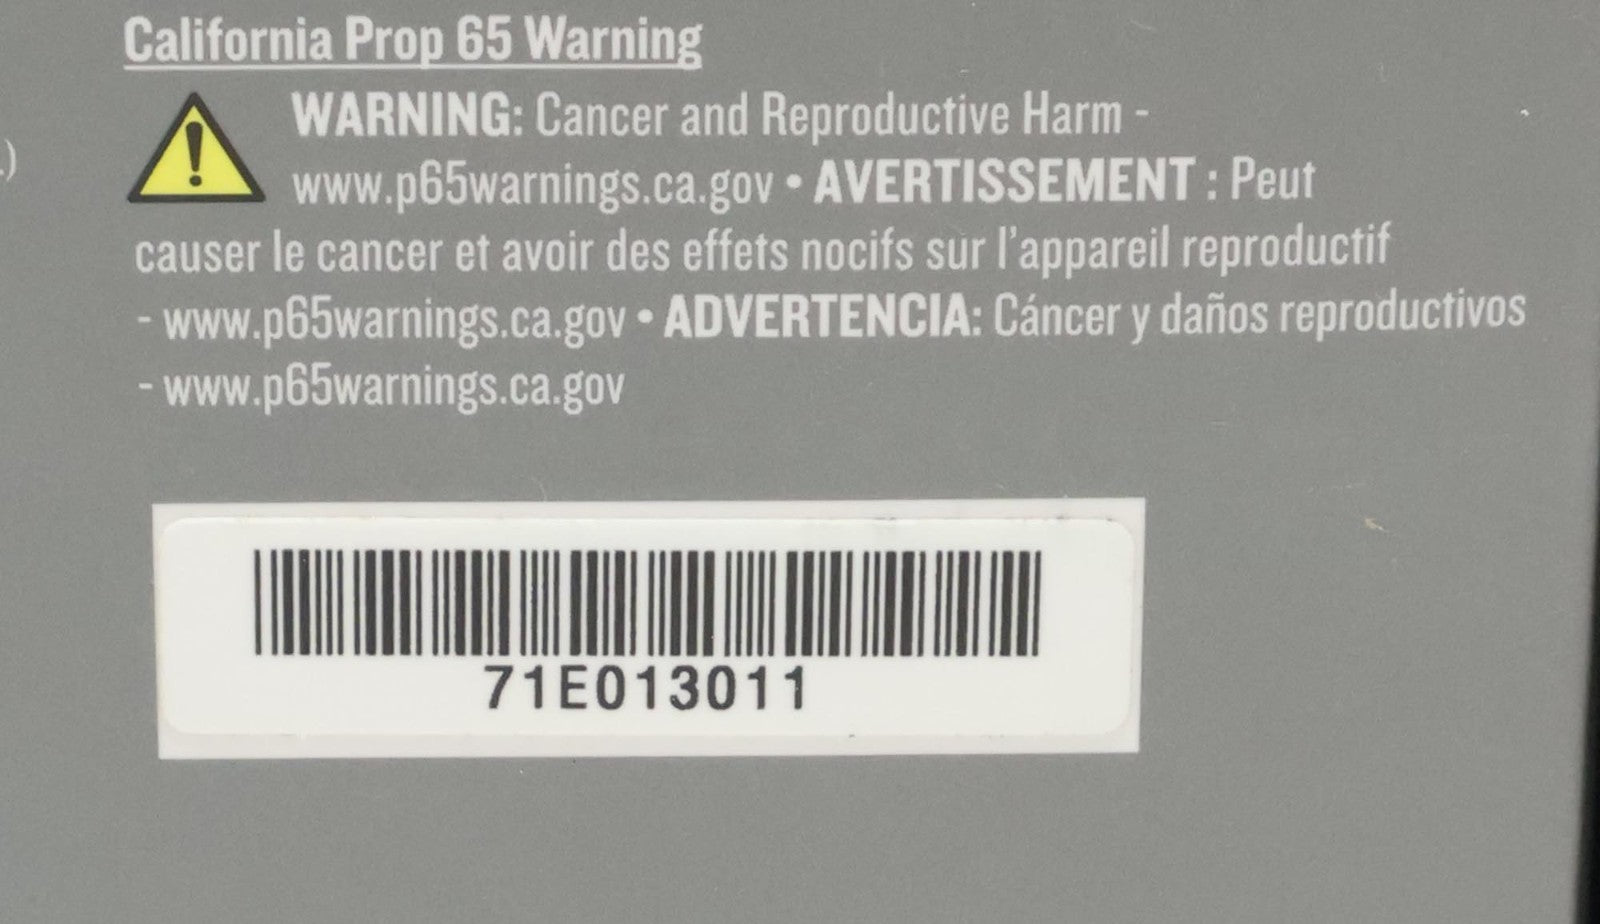 California Prop 65 Warning
WARNING: Cancer and Reproductive Harm -
www.p65warnings.ca.gov • AVERTISSEMENT : Peut
causer le cancer et avoir des effets nocifs sur l'appareil reproductif
- www.p65warnings.ca.gov • ADVERTENCIA: Cáncer y daños reproductivos
- www.p65warnings.ca.gov
.)
71E013011